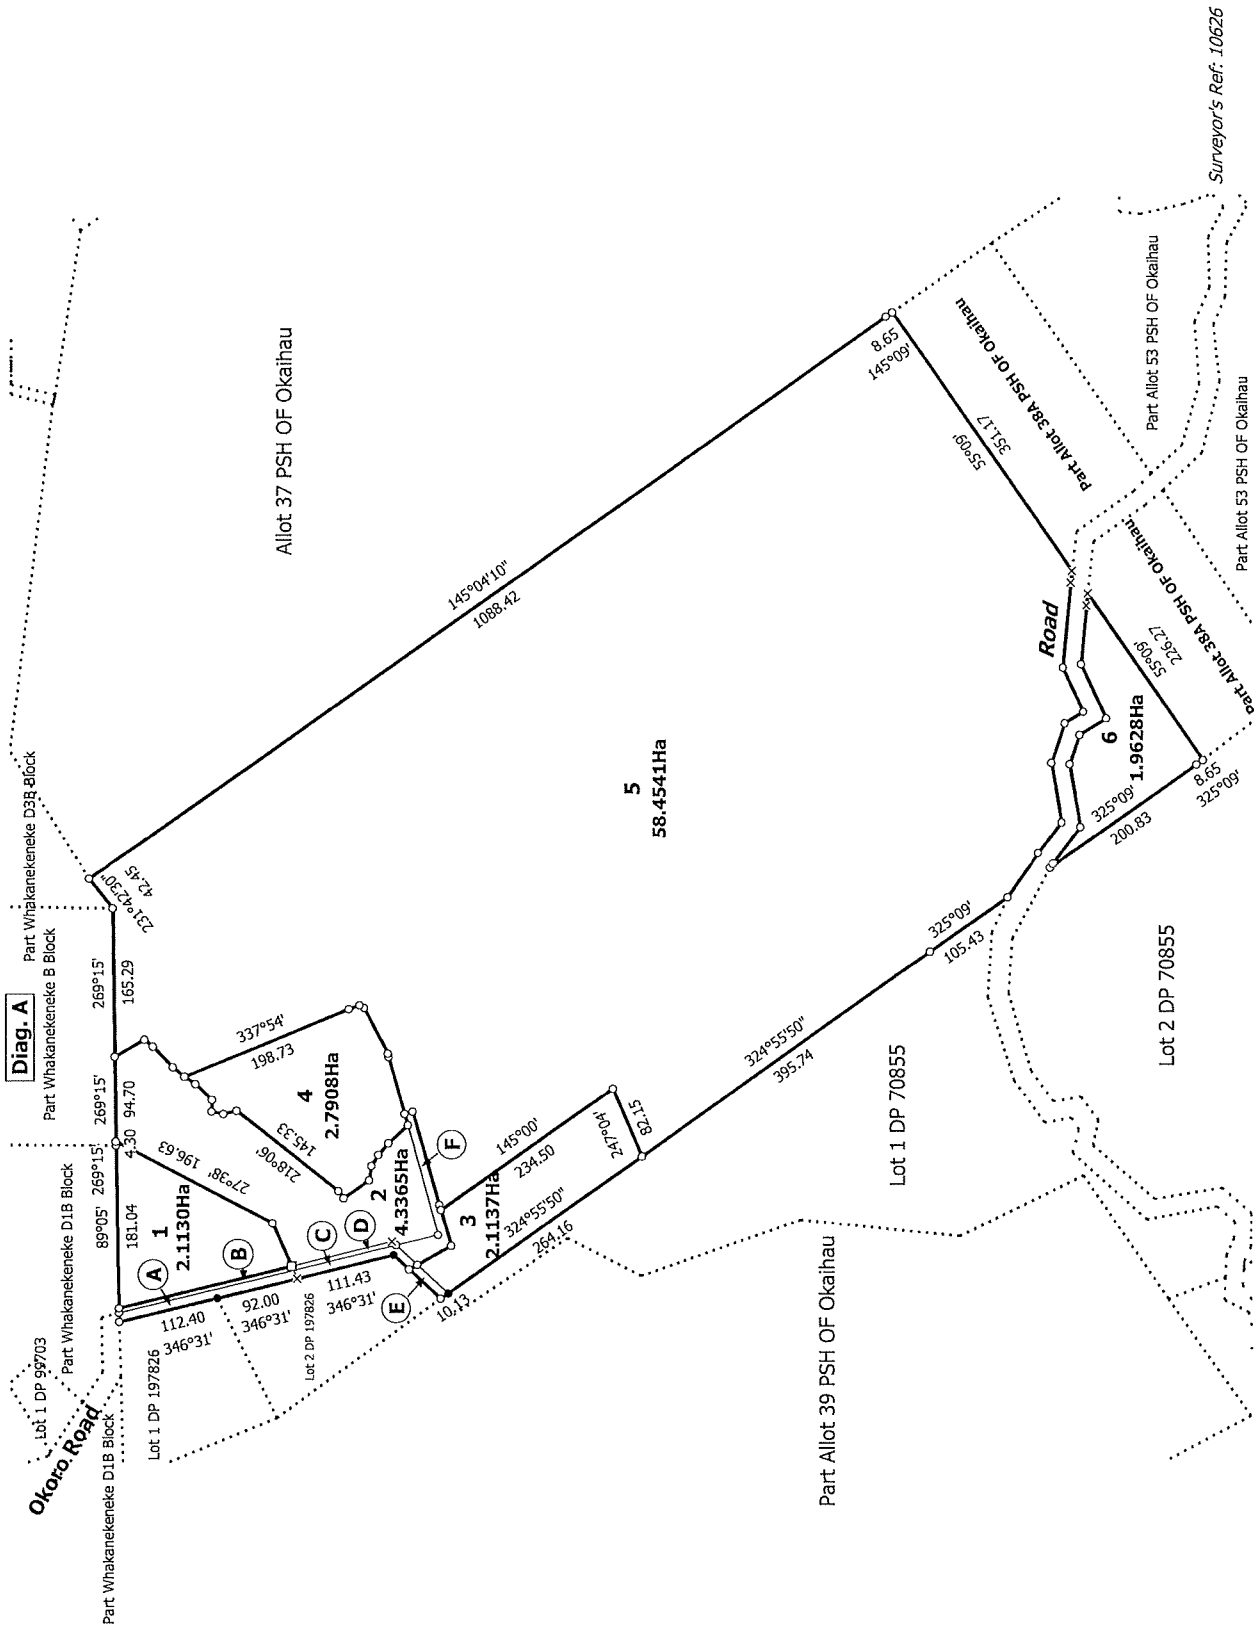 Diag. A
Part Whakanekeneke D3B Block
Part Whakanekeneke B Block
Part Whakanekeneke D1B Block
Lot 1 DP 99703
Okoro Road
Part Whakanekeneke D1B Block
Lot 1 DP 197826
Lot 2 DP 197826
89°05'
181.04
269°15'
4.30
269°15'
94.70
269°15'
165.29
231°42'30"
42.45
145°04'10"
1088.42
8.65
145°09'
55°09'
351.17
Allot 37 PSH OF Okaihau
1
2.1130Ha
27°38'
196.63
A
B
C
D
E
F
112.40
346°31'
92.00
346°31'
111.43
346°31'
10.13
2
4.3365Ha
218°06'
145.33
3
2.1137Ha
4
2.7908Ha
337°54'
198.73
145°00'
234.50
247°04'
82.15
324°55'50"
264.16
324°55'50"
395.74
325°09'
105.43
5
58.4541Ha
Road
6
1.9628Ha
325°09'
200.83
8.65
325°09'
55°09'
226.27
Part Allot 38A PSH OF Okaihau
Part Allot 38A PSH OF Okaihau
Part
Part Allot 53 PSH OF Okaihau
Part Allot 53 PSH OF Okaihau
Lot 1 DP 70855
Lot 2 DP 70855
Part Allot 39 PSH OF Okaihau
Surveyor's Ref: 10626